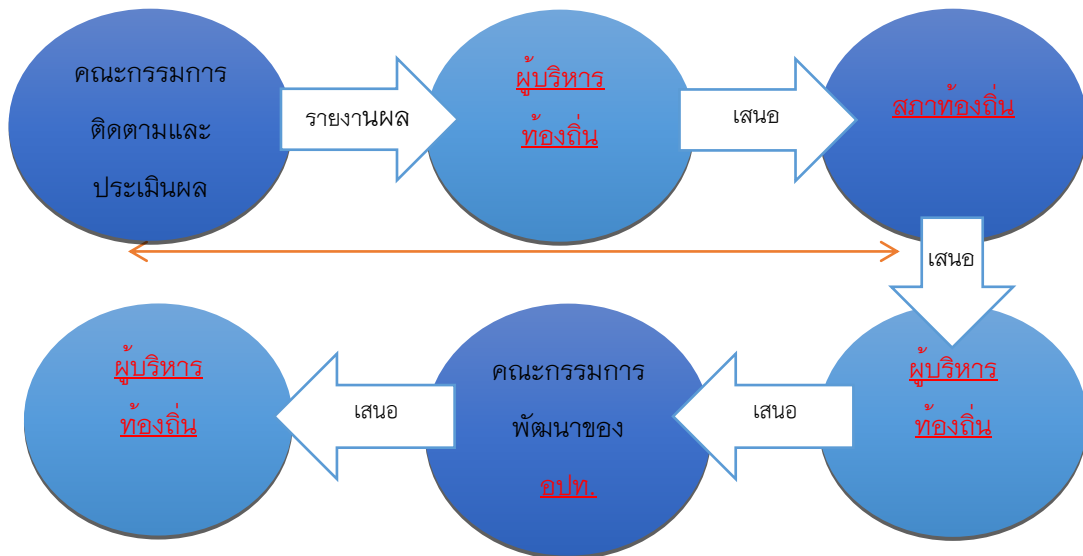 คณะกรรมการ
ติดตามและ
ประเมินผล
รายงานผล
ผู้บริหาร
ท้องถิ่น
เสนอ
สภาท้องถิ่น
เสนอ
ผู้บริหาร
ท้องถิ่น
เสนอ
คณะกรรมการ
พัฒนาของ
อปท.
เสนอ
ผู้บริหาร
ท้องถิ่น